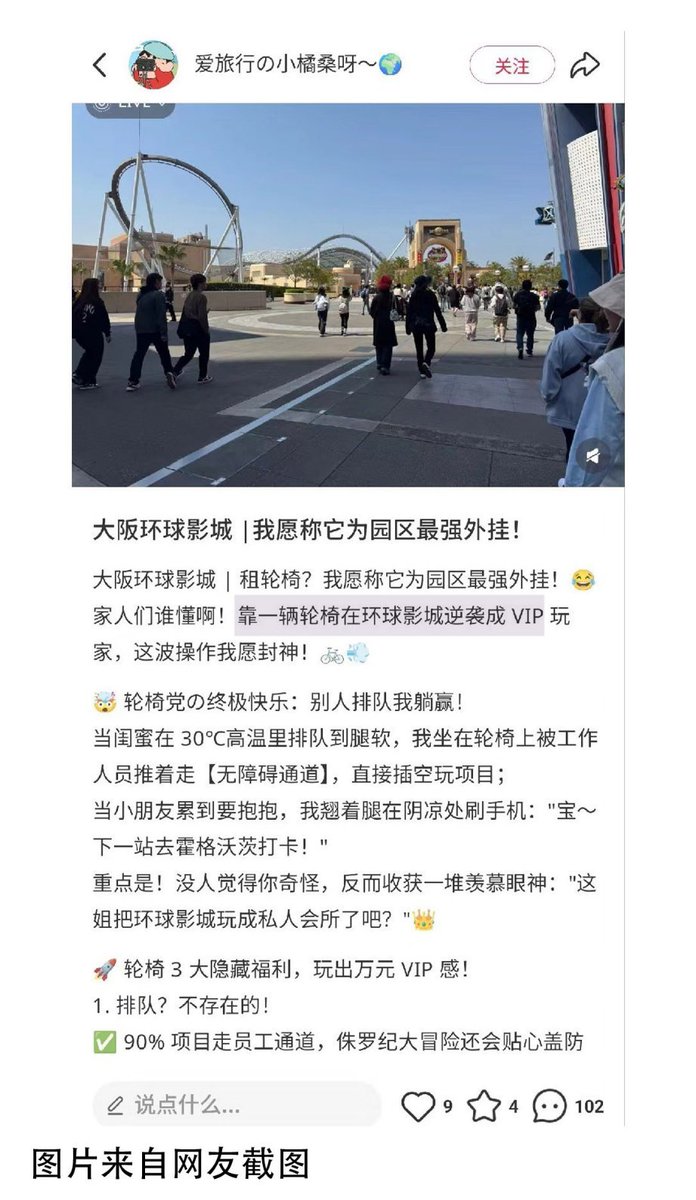 爱旅行の小橘桑呀～🌍
关注
LIVE
大阪环球影城 |我愿称它为园区最强外挂！
大阪环球影城 | 租轮椅？我愿称它为园区最强外挂！😂
家人们谁懂啊！靠一辆轮椅在环球影城逆袭成 VIP 玩
家，这波操作我愿封神！🚲💨
🤯 轮椅党の终极快乐：别人排队我躺赢！
当闺蜜在 30℃高温里排队到腿软，我坐在轮椅上被工作
人员推着走【无障碍通道】，直接插空玩项目；
当小朋友累到要抱抱，我翘着腿在阴凉处刷手机："宝～
下一站去霍格沃茨打卡！"
重点是！没人觉得你奇怪，反而收获一堆羡慕眼神："这
姐把环球影城玩成私人会所了吧？"👑
🚀 轮椅 3 大隐藏福利，玩出万元 VIP 感！
1. 排队？不存在的！
✅ 90% 项目走员工通道，侏罗纪大冒险还会贴心盖防
说点什么...
9
4
102
图片来自网友截图